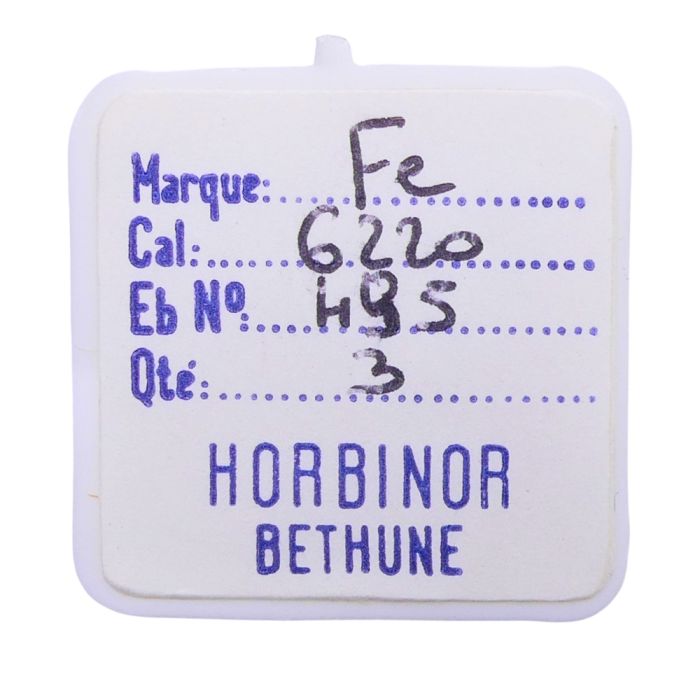 Marque: Fe
Cal: 6220
Eb Nº
Qté: 3
HORBINOR
BETHUNE